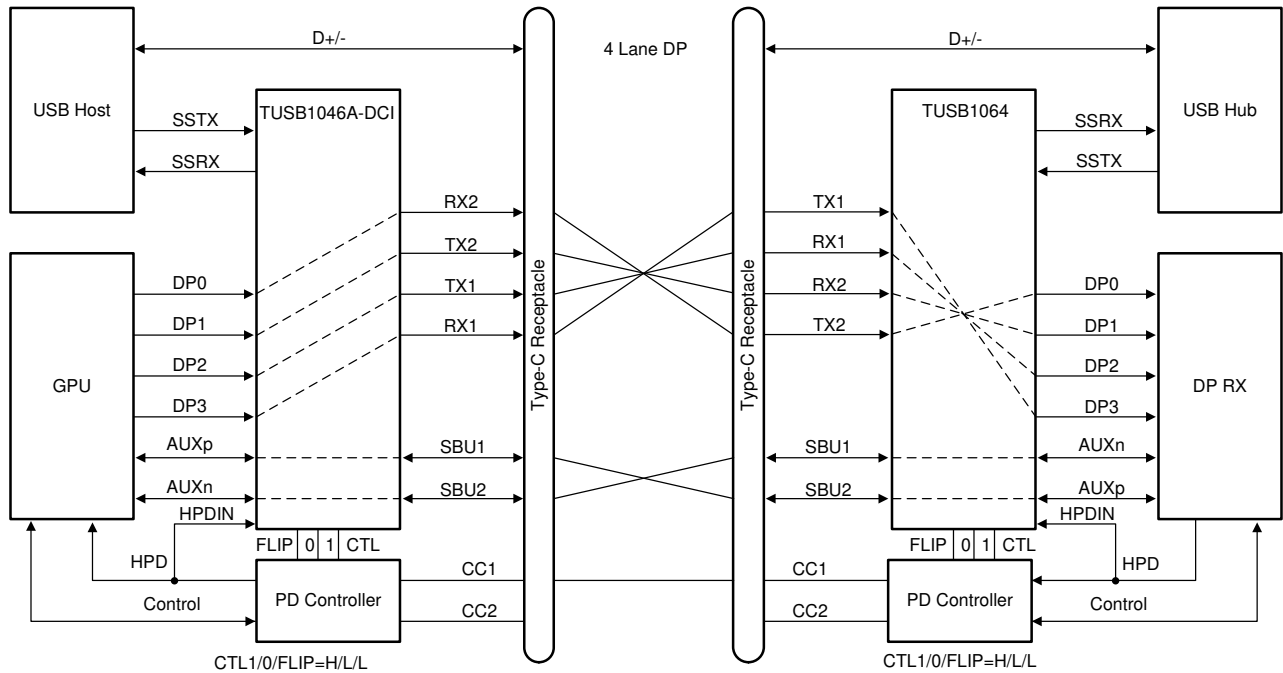 D+/-
4 Lane DP
D+/-
USB Host
TUSB1046A-DCI
TUSB1064
USB Hub
SSTX
SSRX
SSRX
SSTX
RX2
TX2
TX1
RX1
Type-C Receptacle
Type-C Receptacle
TX1
RX1
RX2
TX2
GPU
DP0
DP1
DP2
DP3
AUXp
AUXn
SBU1
SBU2
SBU1
SBU2
DP0
DP1
DP2
DP3
AUXn
AUXp
DP RX
HPDIN
HPDIN
FLIP 0 1 CTL
FLIP 0 1 CTL
HPD
PD Controller
CC1
CC1
PD Controller
HPD
Control
CC2
CC2
Control
CTL1/0/FLIP=H/L/L
CTL1/0/FLIP=H/L/L